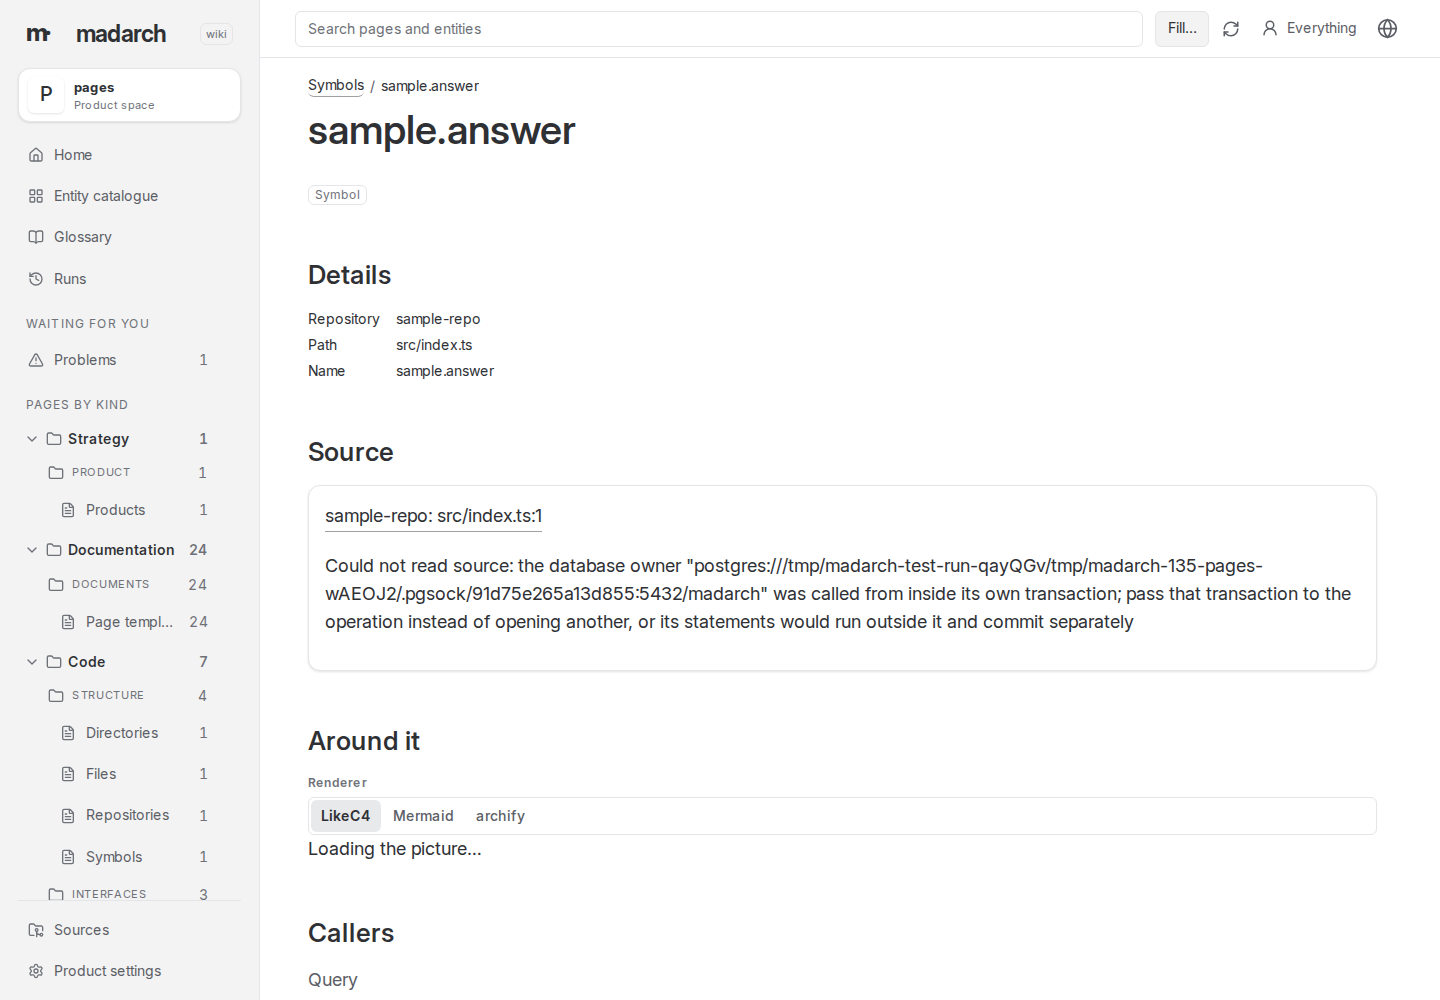 m· madarch wiki
P pages
Product space
Home
Entity catalogue
Glossary
Runs
WAITING FOR YOU
Problems 1
PAGES BY KIND
Strategy 1
PRODUCT 1
Products 1
Documentation 24
DOCUMENTS 24
Page templ... 24
Code 7
STRUCTURE 4
Directories 1
Files 1
Repositories 1
Symbols 1
INTERFACES 3
Sources
Product settings
Search pages and entities Fill... Everything
Symbols / sample.answer
sample.answer
Symbol
Details
Repository sample-repo
Path src/index.ts
Name sample.answer
Source
sample-repo: src/index.ts:1
Could not read source: the database owner "postgres:///tmp/madarch-test-run-qayQGv/tmp/madarch-135-pages-
wAEOJ2/.pgsock/91d75e265a13d855:5432/madarch" was called from inside its own transaction; pass that transaction to the
operation instead of opening another, or its statements would run outside it and commit separately
Around it
Renderer
LikeC4 Mermaid archify
Loading the picture...
Callers
Query